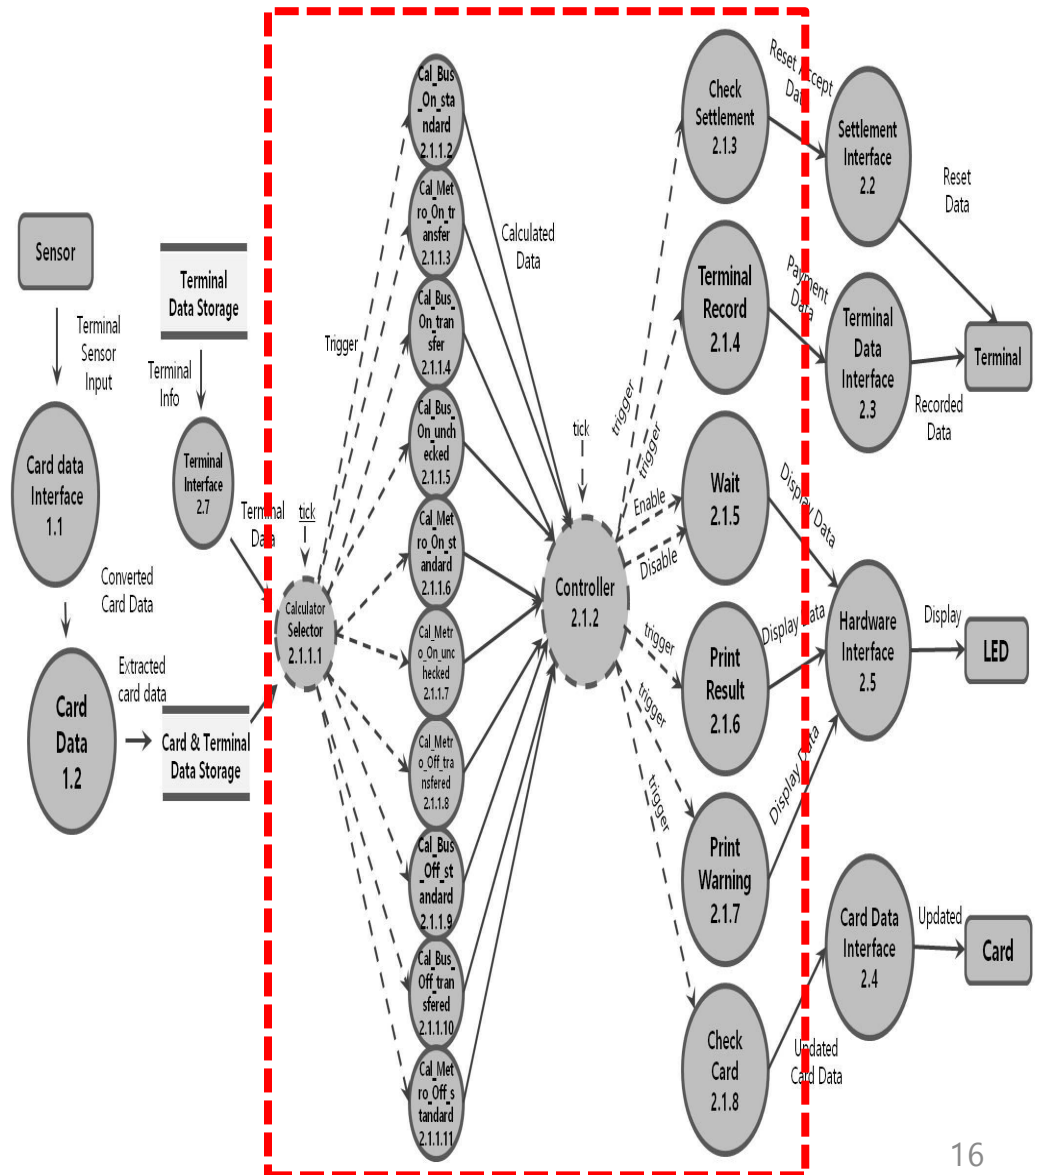 Sensor
Terminal
Sensor
Input
Card data
Interface
1.1
Converted
Card Data
Card
Data
1.2
Extracted
card data
Terminal
Data Storage
Terminal
Info
Terminal
Interface
2.7
Terminal
Data
Card & Terminal
Data Storage
tick
Calculator
Selector
2.1.1.1
Trigger
Cal_Bus
_On_sta
ndard
2.1.1.2
Cal_Met
ro_On_tr
ansfer
2.1.1.3
Cal_Bus_
On_tran
sfer
2.1.1.4
Cal_Bus_
On_unch
ecked
2.1.1.5
Cal_Met
ro_On_st
andard
2.1.1.6
Cal_Metr
o_On_unc
hecked
2.1.1.7
Cal_Metr
o_Off_tra
nsfered
2.1.1.8
Cal_Bus
_Off_st
andard
2.1.1.9
Cal_Bus_
Off_tran
sfered
2.1.1.10
Cal_Met
ro_Off_s
tandard
2.1.1.11
Calculated
Data
tick
Controller
2.1.2
trigger
trigger
Enable
Disable
trigger
trigger
trigger
Check
Settlement
2.1.3
Terminal
Record
2.1.4
Wait
2.1.5
Print
Result
2.1.6
Print
Warning
2.1.7
Check
Card
2.1.8
Reset Accept
Data
Payment
Data
Display Data
Display Data
Display Data
Updated
Card Data
Settlement
Interface
2.2
Terminal
Data
Interface
2.3
Hardware
Interface
2.5
Card Data
Interface
2.4
Reset
Data
Recorded
Data
Display
Updated
Terminal
LED
Card
16